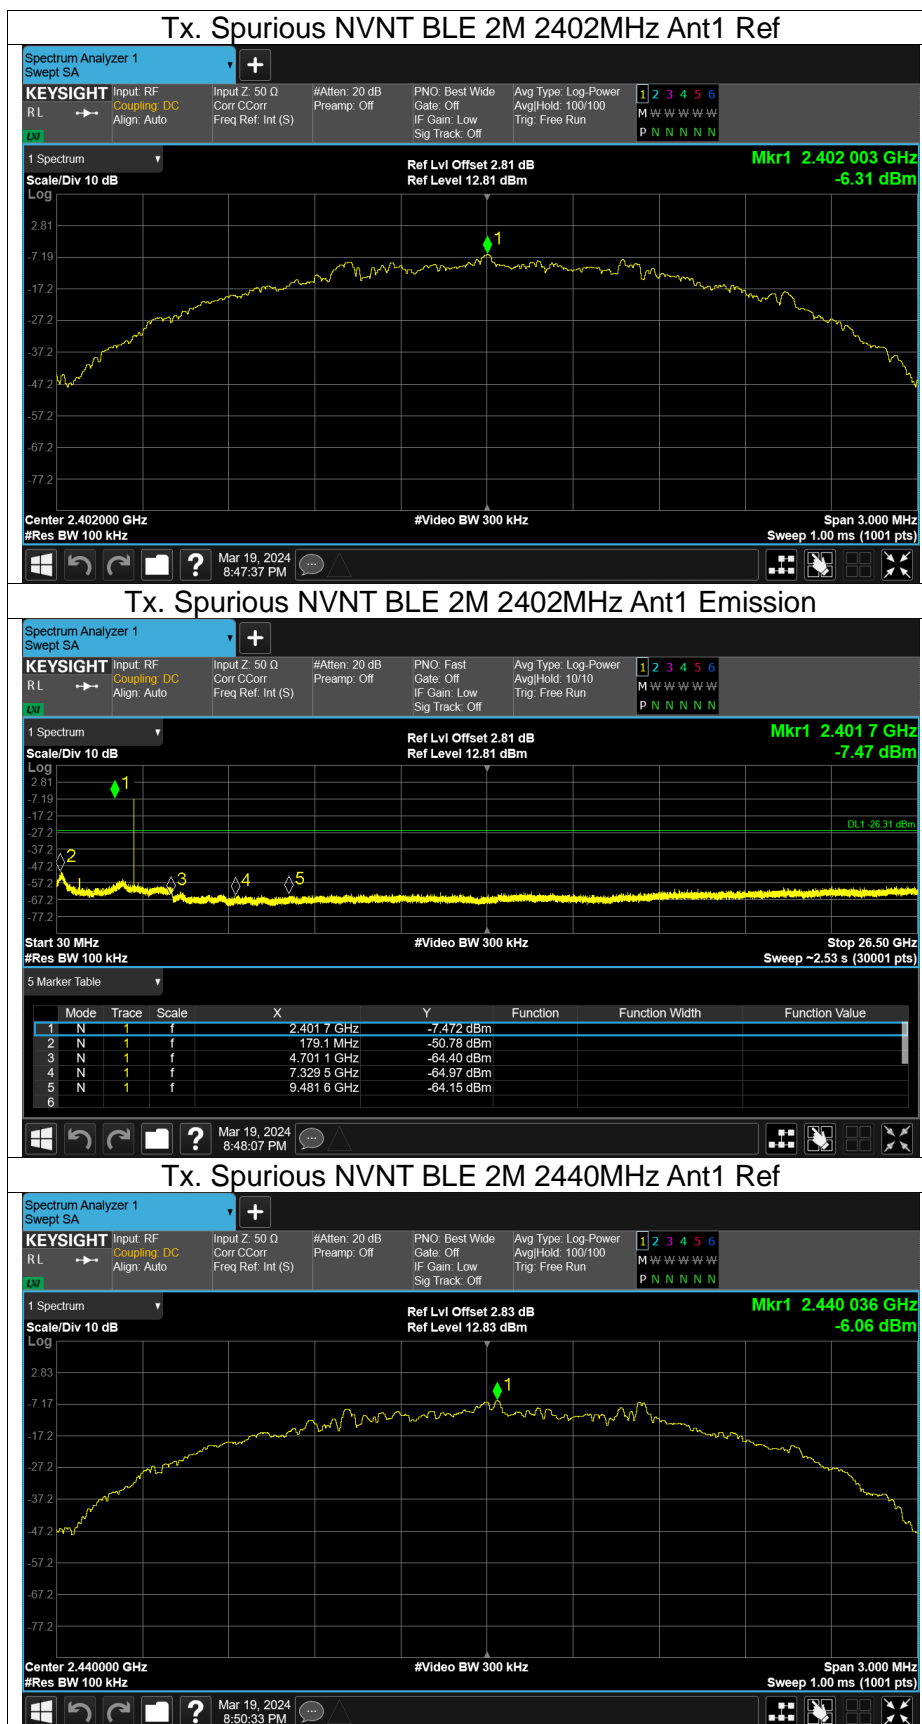 Tx. Spurious NVNT BLE 2M 2402MHz Ant1 Ref
Spectrum Analyzer 1
Swept SA
KEYSIGHT Input: RF Input Z: 50 Ω #Atten: 20 dB PNO: Best Wide Avg Type: Log-Power 1 2 3 4 5 6
R L Coupling: DC Corr CCorr Preamp: Off Gate: Off Avg|Hold: 100/100 M W W W W W
Align: Auto Freq Ref: Int (S) IF Gain: Low Trig: Free Run
LXI Sig Track: Off P N N N N N
1 Spectrum Ref Lvl Offset 2.81 dB Mkr1 2.402 003 GHz
Scale/Div 10 dB Ref Level 12.81 dBm -6.31 dBm
Log
1
2.81
-7.19
-17.2
-27.2
-37.2
-47.2
-57.2
-67.2
-77.2
Center 2.402000 GHz #Video BW 300 kHz Span 3.000 MHz
#Res BW 100 kHz Sweep 1.00 ms (1001 pts)
? Mar 19, 2024
8:47:37 PM
Tx. Spurious NVNT BLE 2M 2402MHz Ant1 Emission
Spectrum Analyzer 1
Swept SA
KEYSIGHT Input: RF Input Z: 50 Ω #Atten: 20 dB PNO: Fast Avg Type: Log-Power 1 2 3 4 5 6
R L Coupling: DC Corr CCorr Preamp: Off Gate: Off Avg|Hold: 10/10 M W W W W W
Align: Auto Freq Ref: Int (S) IF Gain: Low Trig: Free Run
LXI Sig Track: Off P N N N N N
1 Spectrum Ref Lvl Offset 2.81 dB Mkr1 2.401 7 GHz
Scale/Div 10 dB Ref Level 12.81 dBm -7.47 dBm
Log
2.81 1
-7.19
-17.2
DL1 -26.31 dBm
-27.2
-37.2
2
-47.2
-57.2 3 4 5
-67.2
-77.2
Start 30 MHz #Video BW 300 kHz Stop 26.50 GHz
#Res BW 100 kHz Sweep ~2.53 s (30001 pts)
5 Marker Table
Mode Trace Scale X Y Function Function Width Function Value
1 N 1 f 2.401 7 GHz -7.472 dBm
2 N 1 f 179.1 MHz -50.78 dBm
3 N 1 f 4.701 1 GHz -64.40 dBm
4 N 1 f 7.329 5 GHz -64.97 dBm
5 N 1 f 9.481 6 GHz -64.15 dBm
6
? Mar 19, 2024
8:48:07 PM
Tx. Spurious NVNT BLE 2M 2440MHz Ant1 Ref
Spectrum Analyzer 1
Swept SA
KEYSIGHT Input: RF Input Z: 50 Ω #Atten: 20 dB PNO: Best Wide Avg Type: Log-Power 1 2 3 4 5 6
R L Coupling: DC Corr CCorr Preamp: Off Gate: Off Avg|Hold: 100/100 M W W W W W
Align: Auto Freq Ref: Int (S) IF Gain: Low Trig: Free Run
LXI Sig Track: Off P N N N N N
1 Spectrum Ref Lvl Offset 2.83 dB Mkr1 2.440 036 GHz
Scale/Div 10 dB Ref Level 12.83 dBm -6.06 dBm
Log
2.83
1
-7.17
-17.2
-27.2
-37.2
-47.2
-57.2
-67.2
-77.2
Center 2.440000 GHz #Video BW 300 kHz Span 3.000 MHz
#Res BW 100 kHz Sweep 1.00 ms (1001 pts)
? Mar 19, 2024
8:50:33 PM